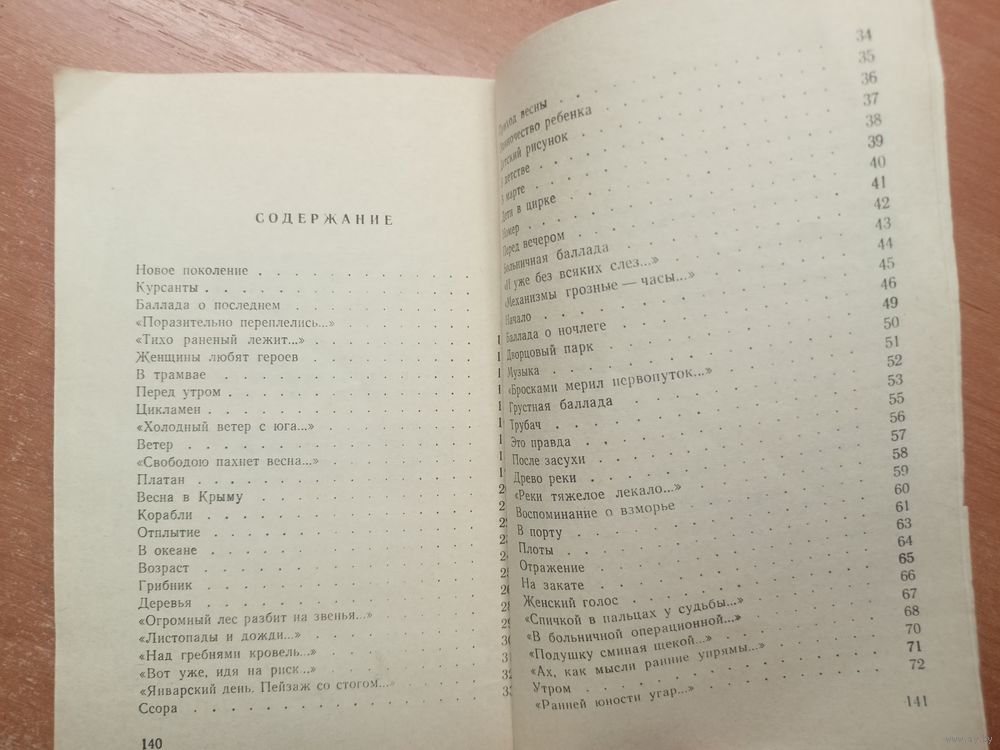 СОДЕРЖАНИЕ
Новое поколение
Курсанты
Баллада о последнем
«Поразительно переплелись...»
«Тихо раненый лежит...»
Женщины любят героев
В трамвае
Перед утром
Цикламен
«Холодный ветер с юга...»
Ветер
«Свободою пахнет весна...»
Платан
Весна в Крыму
Корабли
Отплытие
В океане
Возраст
Грибник
Деревья
«Огромный лес разбит на звенья...»
«Листопады и дожди...»
«Над гребнями кровель...»
«Вот уже, идя на риск...»
«Январский день. Пейзаж со стогом...»
Ссора
140
Приход весны 34
Одиночество ребенка 35
Детский рисунок 36
В детстве 37
В марте 38
Дети в цирке 39
Номер 40
Перед вечером 41
Больничная баллада 42
«И уже без всяких слез...» 43
«Механизмы грозные — часы...» 44
Начало 45
Баллада о ночлеге 46
Дворцовый парк 49
Музыка 50
«Бросками мерил первопуток...» 51
Грустная баллада 52
Трубач 53
Это правда 55
После засухи 56
Древо реки 57
«Реки тяжелое лекало...» 58
Воспоминание о взморье 59
В порту 60
Плоты 61
Отражение 63
На закате 64
Женский голос 65
«Спичкой в пальцах у судьбы...» 66
«В больничной операционной...» 67
«Подушку сминая щекой...» 68
«Ах, как мысли ранние упрямы...» 70
Утром 71
«Ранней юности угар...» 72
141